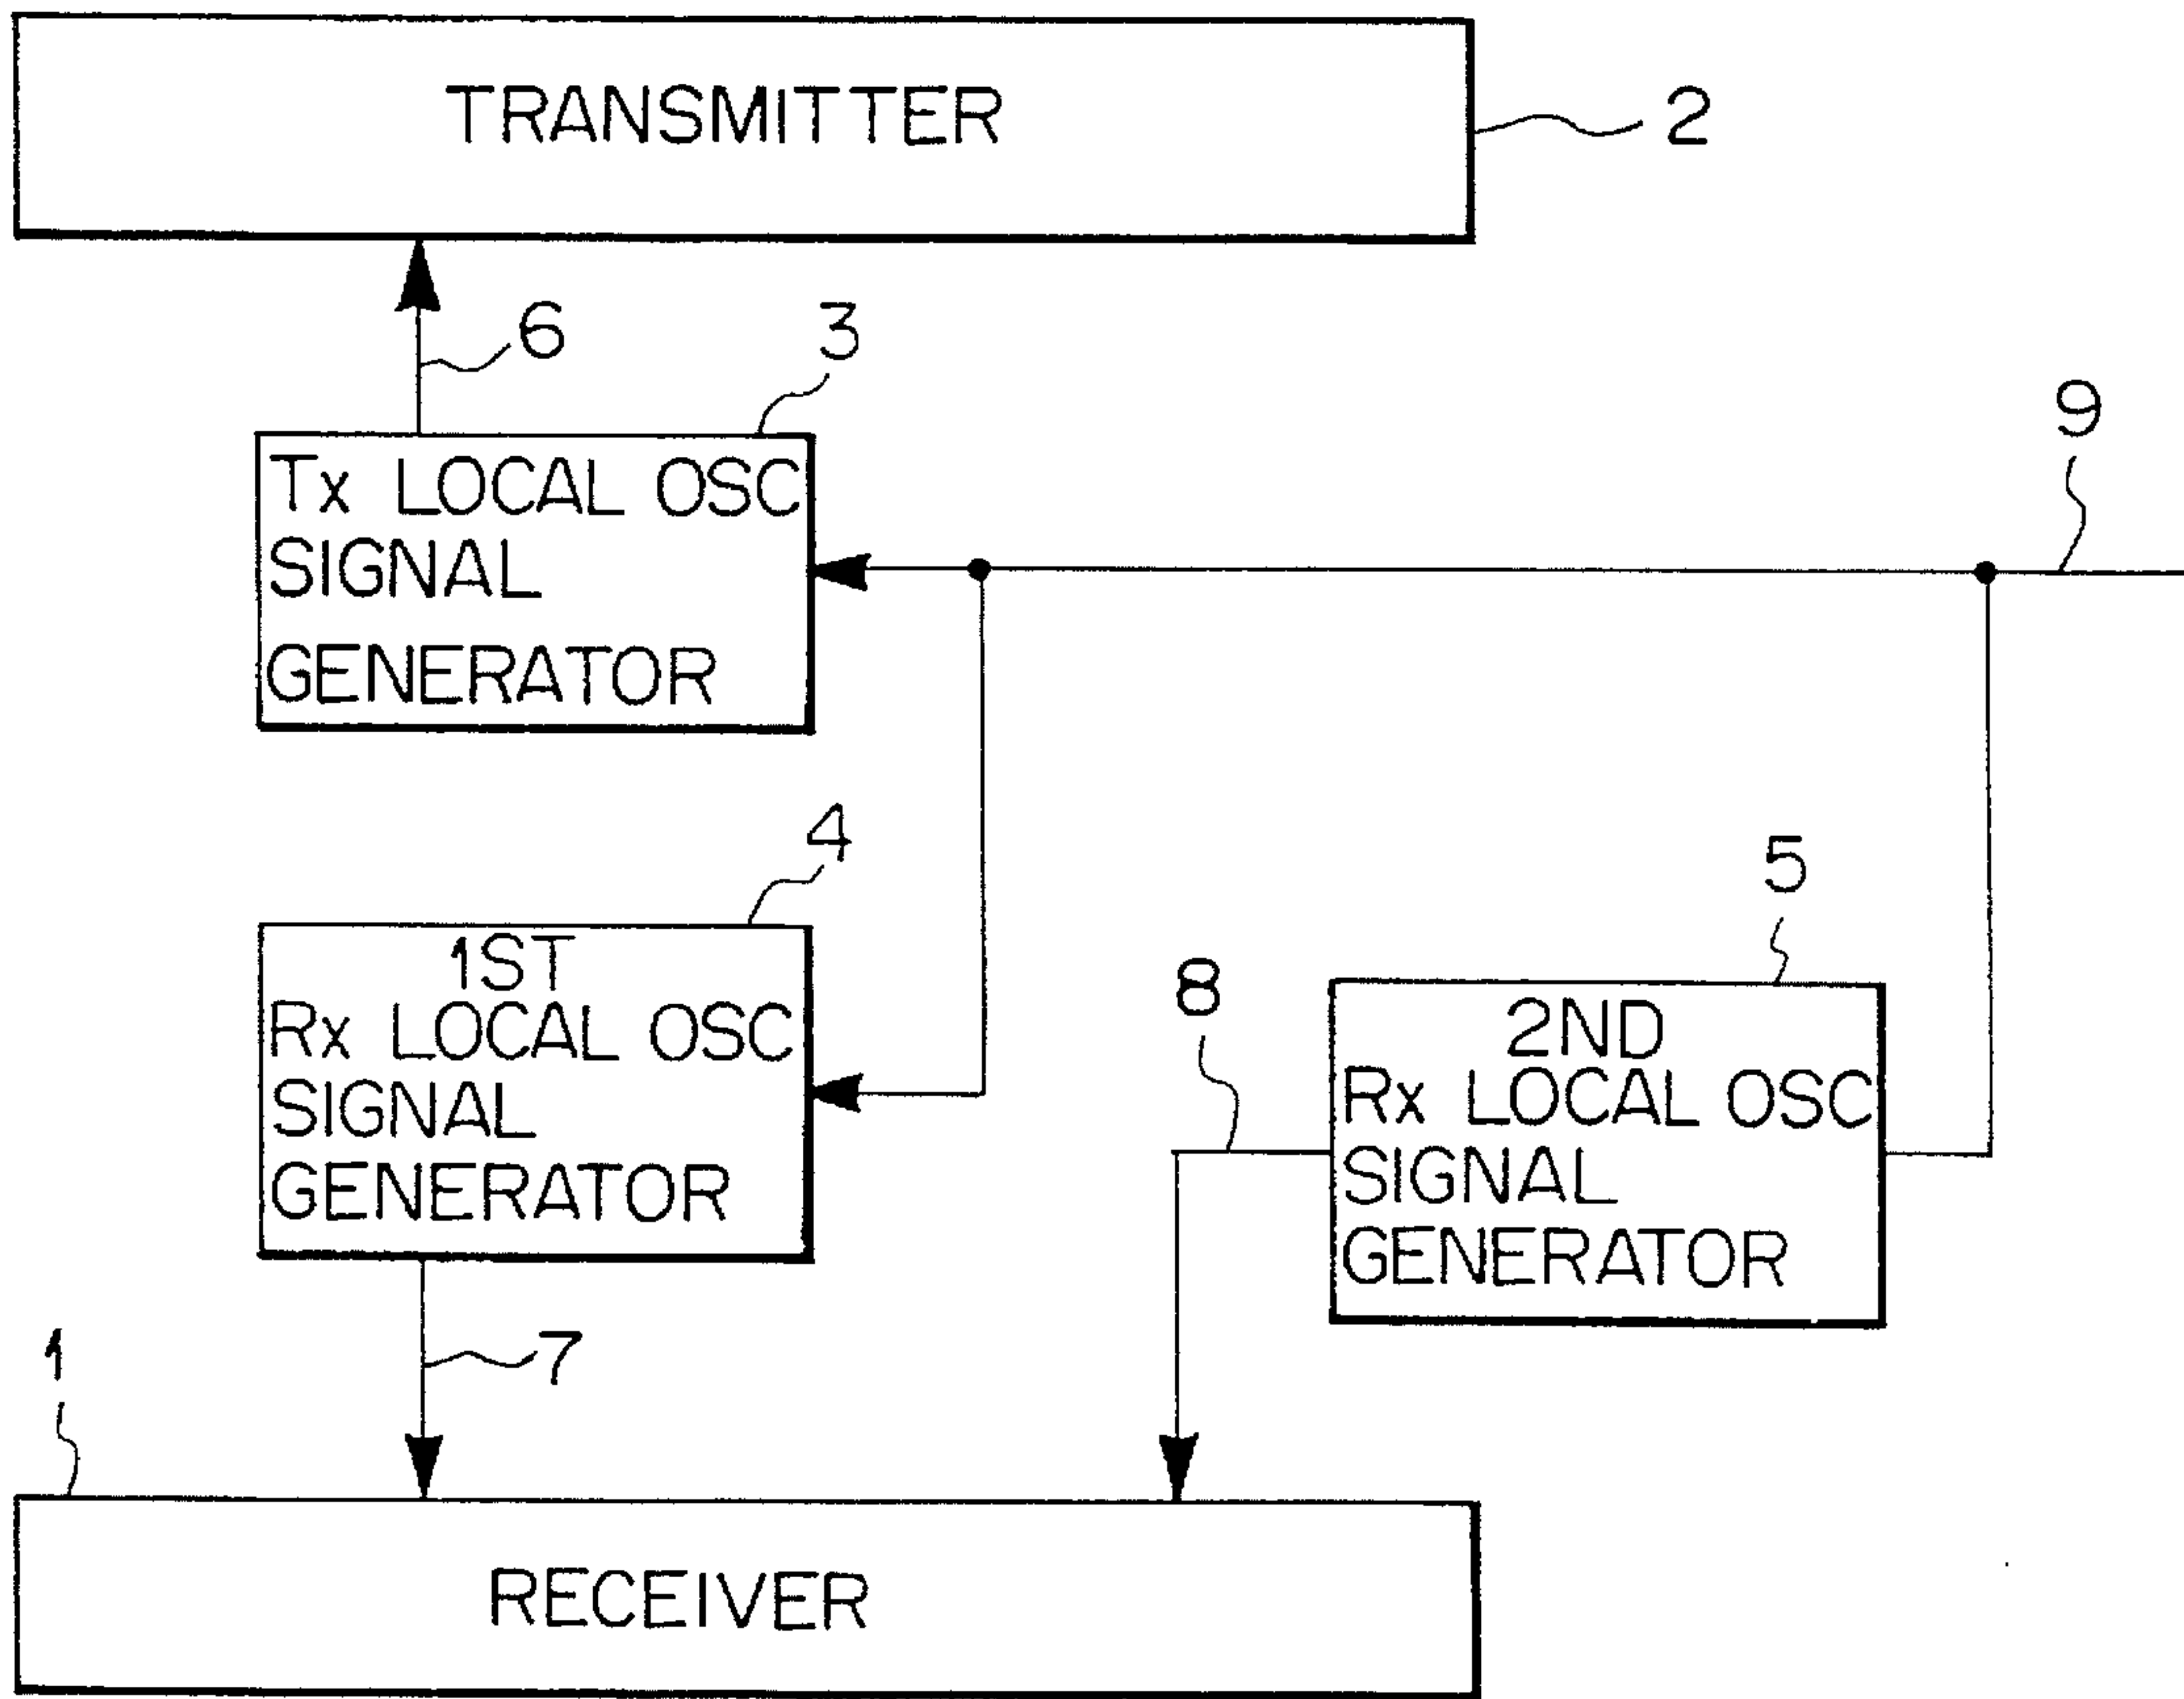 TRANSMITTER
2
6
3
9
Tx LOCAL OSC
SIGNAL
GENERATOR
4
5
1ST
Rx LOCAL OSC
SIGNAL
GENERATOR
8
2ND
Rx LOCAL OSC
SIGNAL
GENERATOR
7
1
RECEIVER